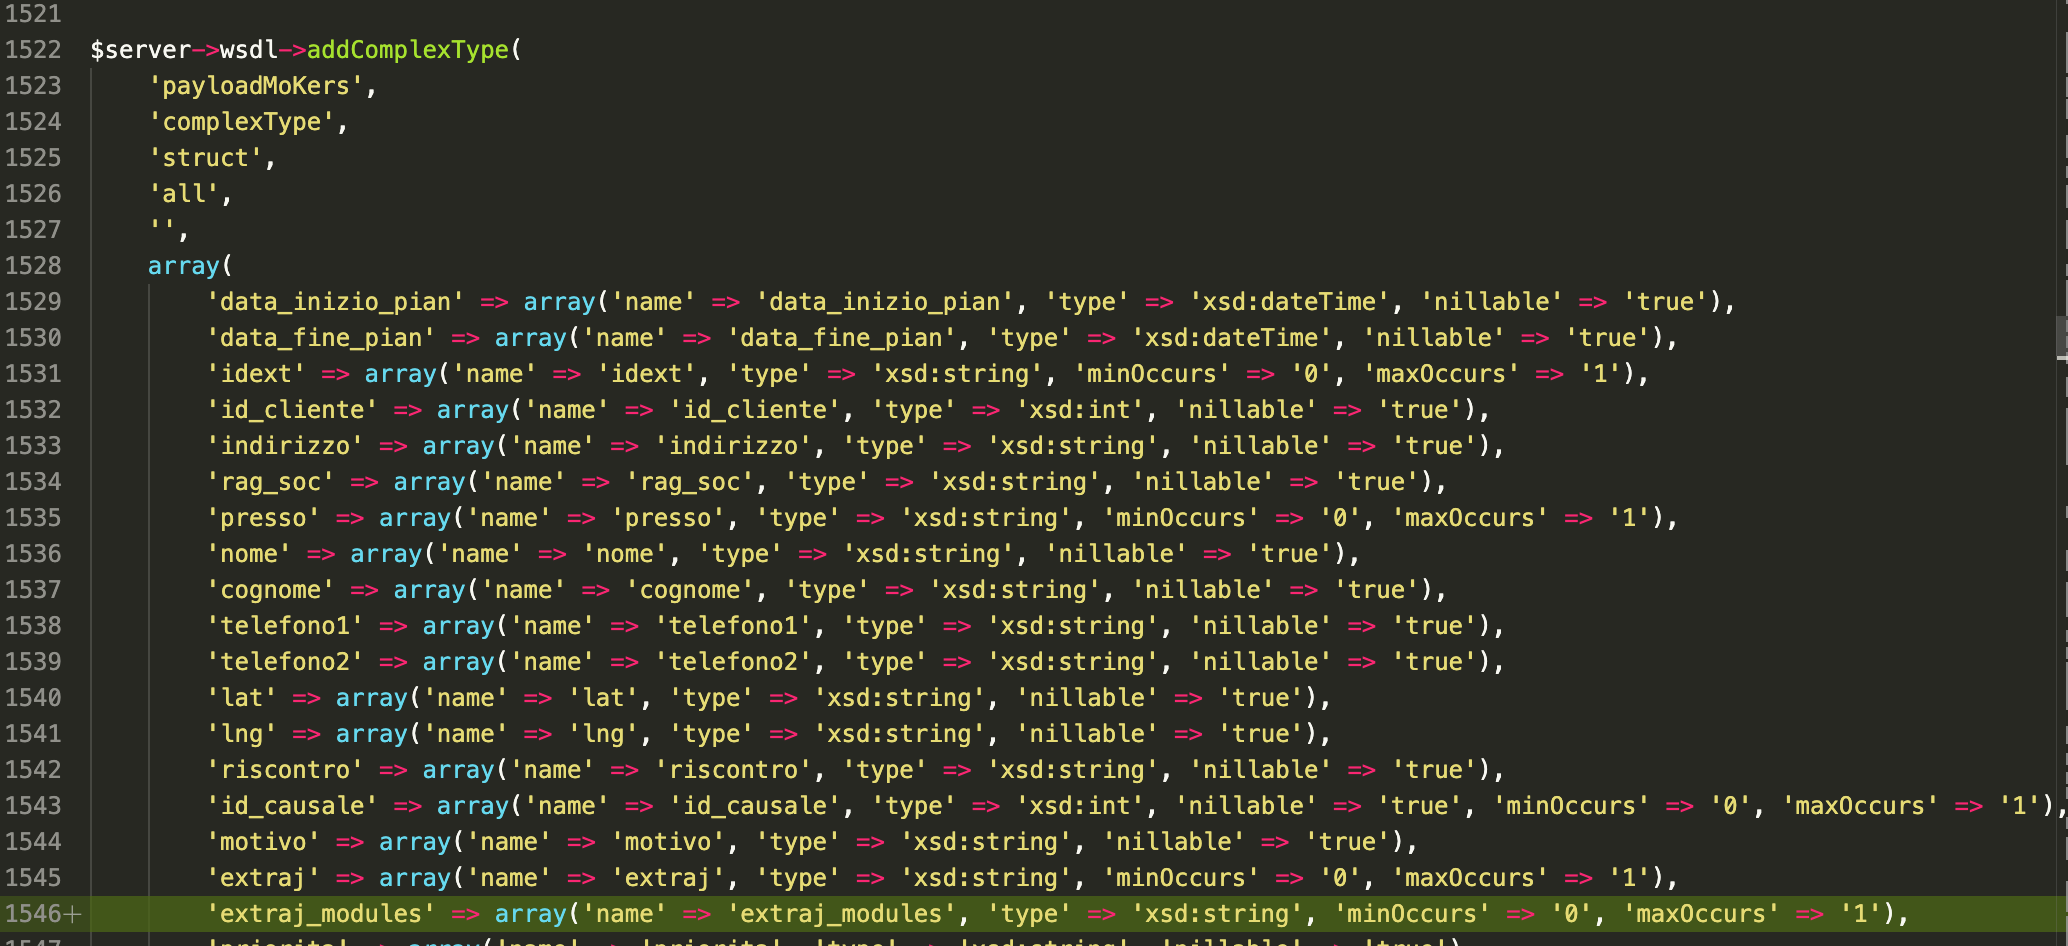 1521
1522 $server->wsdl->addComplexType(
1523 'payloadMoKers',
1524 'complexType',
1525 'struct',
1526 'all',
1527 '',
1528 array(
1529 'data_inizio_pian' => array('name' => 'data_inizio_pian', 'type' => 'xsd:dateTime', 'nillable' => 'true'),
1530 'data_fine_pian' => array('name' => 'data_fine_pian', 'type' => 'xsd:dateTime', 'nillable' => 'true'),
1531 'idext' => array('name' => 'idext', 'type' => 'xsd:string', 'minOccurs' => '0', 'maxOccurs' => '1'),
1532 'id_cliente' => array('name' => 'id_cliente', 'type' => 'xsd:int', 'nillable' => 'true'),
1533 'indirizzo' => array('name' => 'indirizzo', 'type' => 'xsd:string', 'nillable' => 'true'),
1534 'rag_soc' => array('name' => 'rag_soc', 'type' => 'xsd:string', 'nillable' => 'true'),
1535 'presso' => array('name' => 'presso', 'type' => 'xsd:string', 'minOccurs' => '0', 'maxOccurs' => '1'),
1536 'nome' => array('name' => 'nome', 'type' => 'xsd:string', 'nillable' => 'true'),
1537 'cognome' => array('name' => 'cognome', 'type' => 'xsd:string', 'nillable' => 'true'),
1538 'telefono1' => array('name' => 'telefono1', 'type' => 'xsd:string', 'nillable' => 'true'),
1539 'telefono2' => array('name' => 'telefono2', 'type' => 'xsd:string', 'nillable' => 'true'),
1540 'lat' => array('name' => 'lat', 'type' => 'xsd:string', 'nillable' => 'true'),
1541 'lng' => array('name' => 'lng', 'type' => 'xsd:string', 'nillable' => 'true'),
1542 'riscontro' => array('name' => 'riscontro', 'type' => 'xsd:string', 'nillable' => 'true'),
1543 'id_causale' => array('name' => 'id_causale', 'type' => 'xsd:int', 'nillable' => 'true', 'minOccurs' => '0', 'maxOccurs' => '1'),
1544 'motivo' => array('name' => 'motivo', 'type' => 'xsd:string', 'nillable' => 'true'),
1545 'extraj' => array('name' => 'extraj', 'type' => 'xsd:string', 'minOccurs' => '0', 'maxOccurs' => '1'),
1546+ 'extraj_modules' => array('name' => 'extraj_modules', 'type' => 'xsd:string', 'minOccurs' => '0', 'maxOccurs' => '1'),